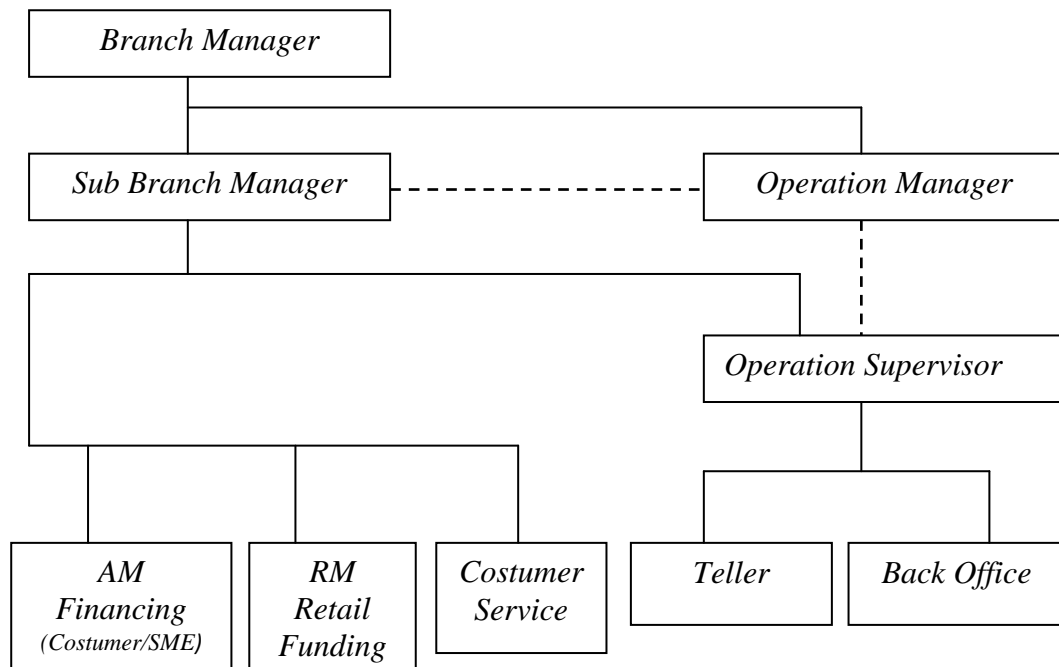 Branch Manager
Sub Branch Manager
Operation Manager
Operation Supervisor
AM
Financing
(Costumer/SME)
RM
Retail
Funding
Costumer
Service
Teller
Back Office